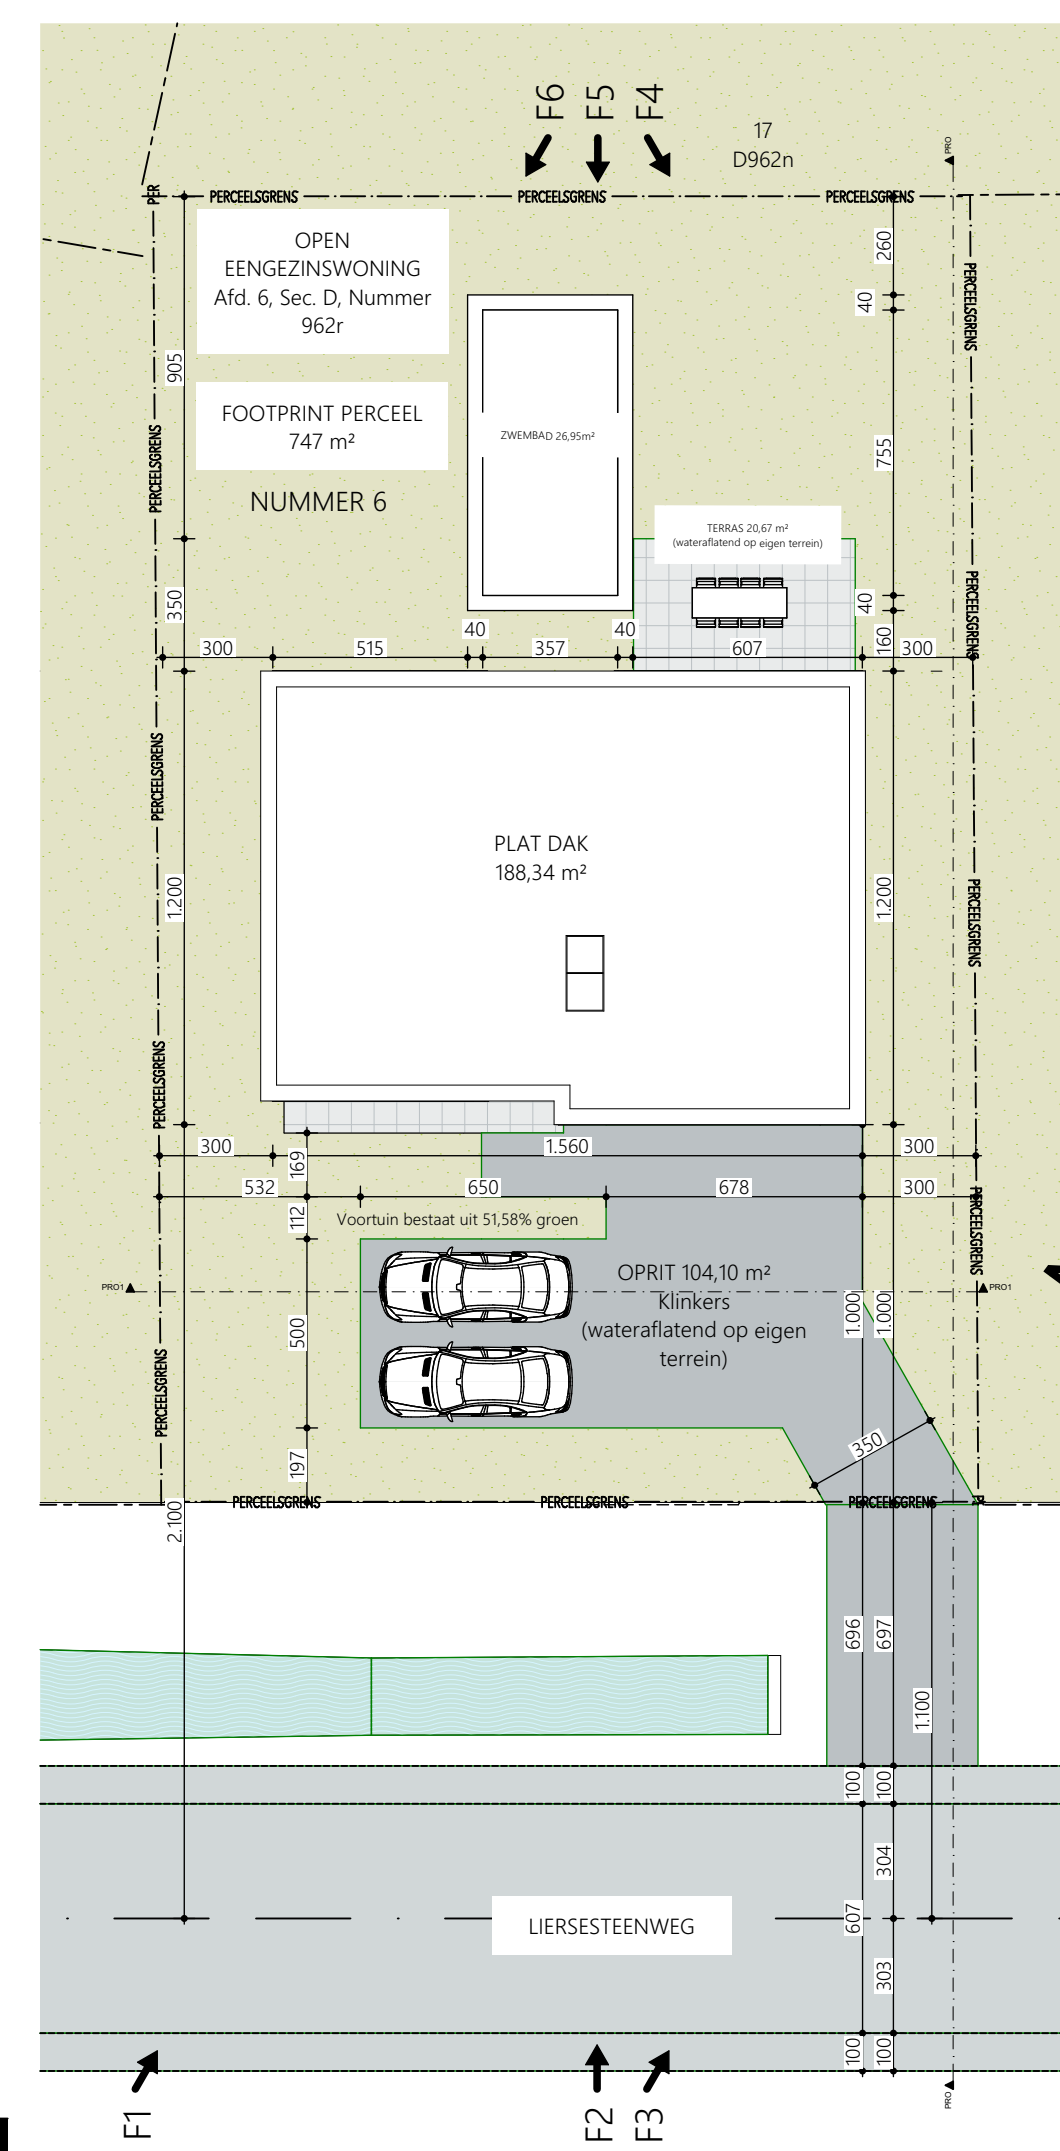 F6
F5
F4
17
D962n
PRO
PER
PERCEELSGRENS
PERCEELSGRENS
PERCEELSGRENS
OPEN
EENGEZINSWONING
Afd. 6, Sec. D, Nummer
962r
260
40
PERCEELSGRENS
905
FOOTPRINT PERCEEL
747 m²
ZWEMBAD 26,95m²
755
PERCEELSGRENS
NUMMER 6
TERRAS 20,67 m²
(wateraflatend op eigen terrein)
350
40
PERCEELSGRENS
300
515
40
357
40
607
160
300
PERCEELSGRENS
PLAT DAK
188,34 m²
1.200
1.200
PERCEELSGRENS
PERCEELSGRENS
300
169
1.560
300
532
650
678
300
112
Voortuin bestaat uit 51,58% groen
PERCEELSGRENS
PRO1
OPRIT 104,10 m²
Klinkers
(wateraflatend op eigen
terrein)
PRO1
500
1.000
1.000
PERCEELSGRENS
350
197
PERCEELSGRENS
PERCEELSGRENS
PERCEELSGRENS
2.100
696
697
1.100
100
100
304
607
LIERSESTEENWEG
303
100
100
PRO
F1
F2
F3